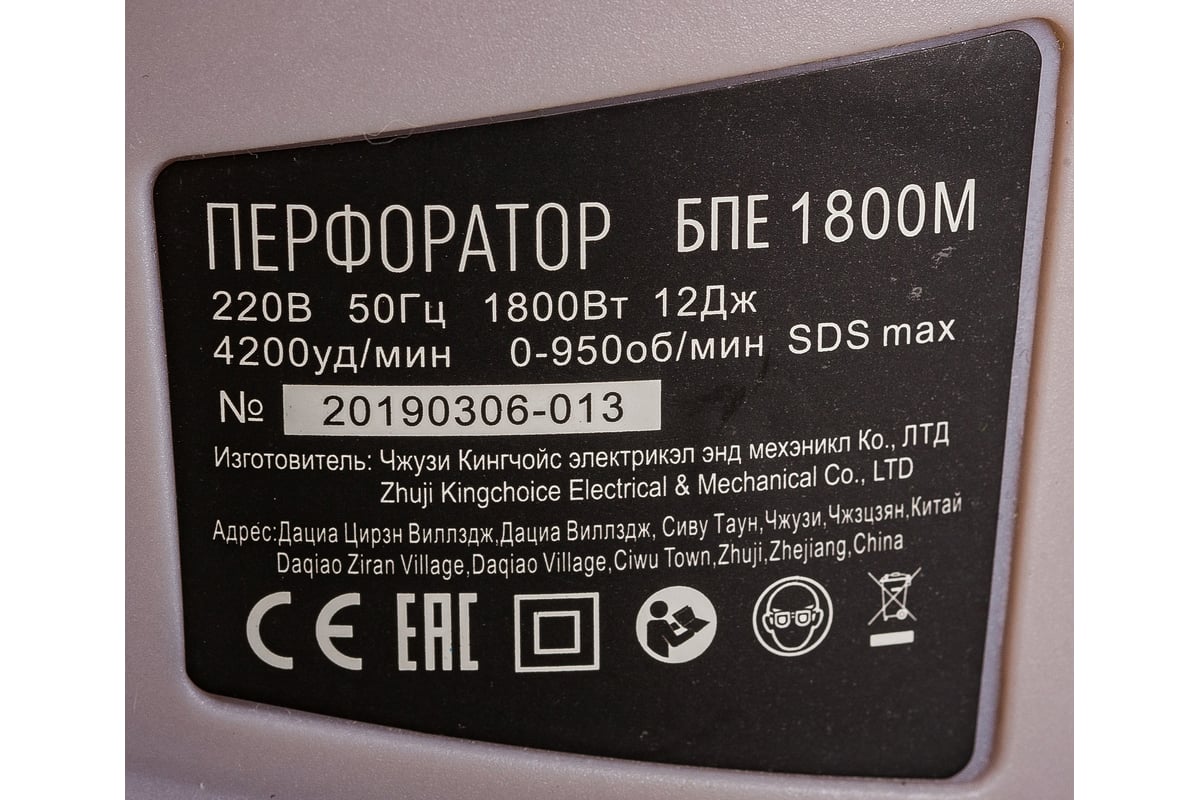 ПЕРФОРАТОР БПЕ 1800М
220В 50Гц 1800Вт 12Дж
4200уд/мин 0-950об/мин SDS max
№ 20190306-013
Изготовитель: Чжузи Кингчойс электрикэл энд мехэникл Ко., ЛТД
Zhuji Kingchoice Electrical & Mechanical Co., LTD
Адрес:Дациа Цирзн Виллздж,Дациа Виллздж, Сиву Таун,Чжузи,Чжзцзян,Китай
Daqiao Ziran Village,Daqiao Village,Ciwu Town,Zhuji,Zhejiang,China
CE EAC